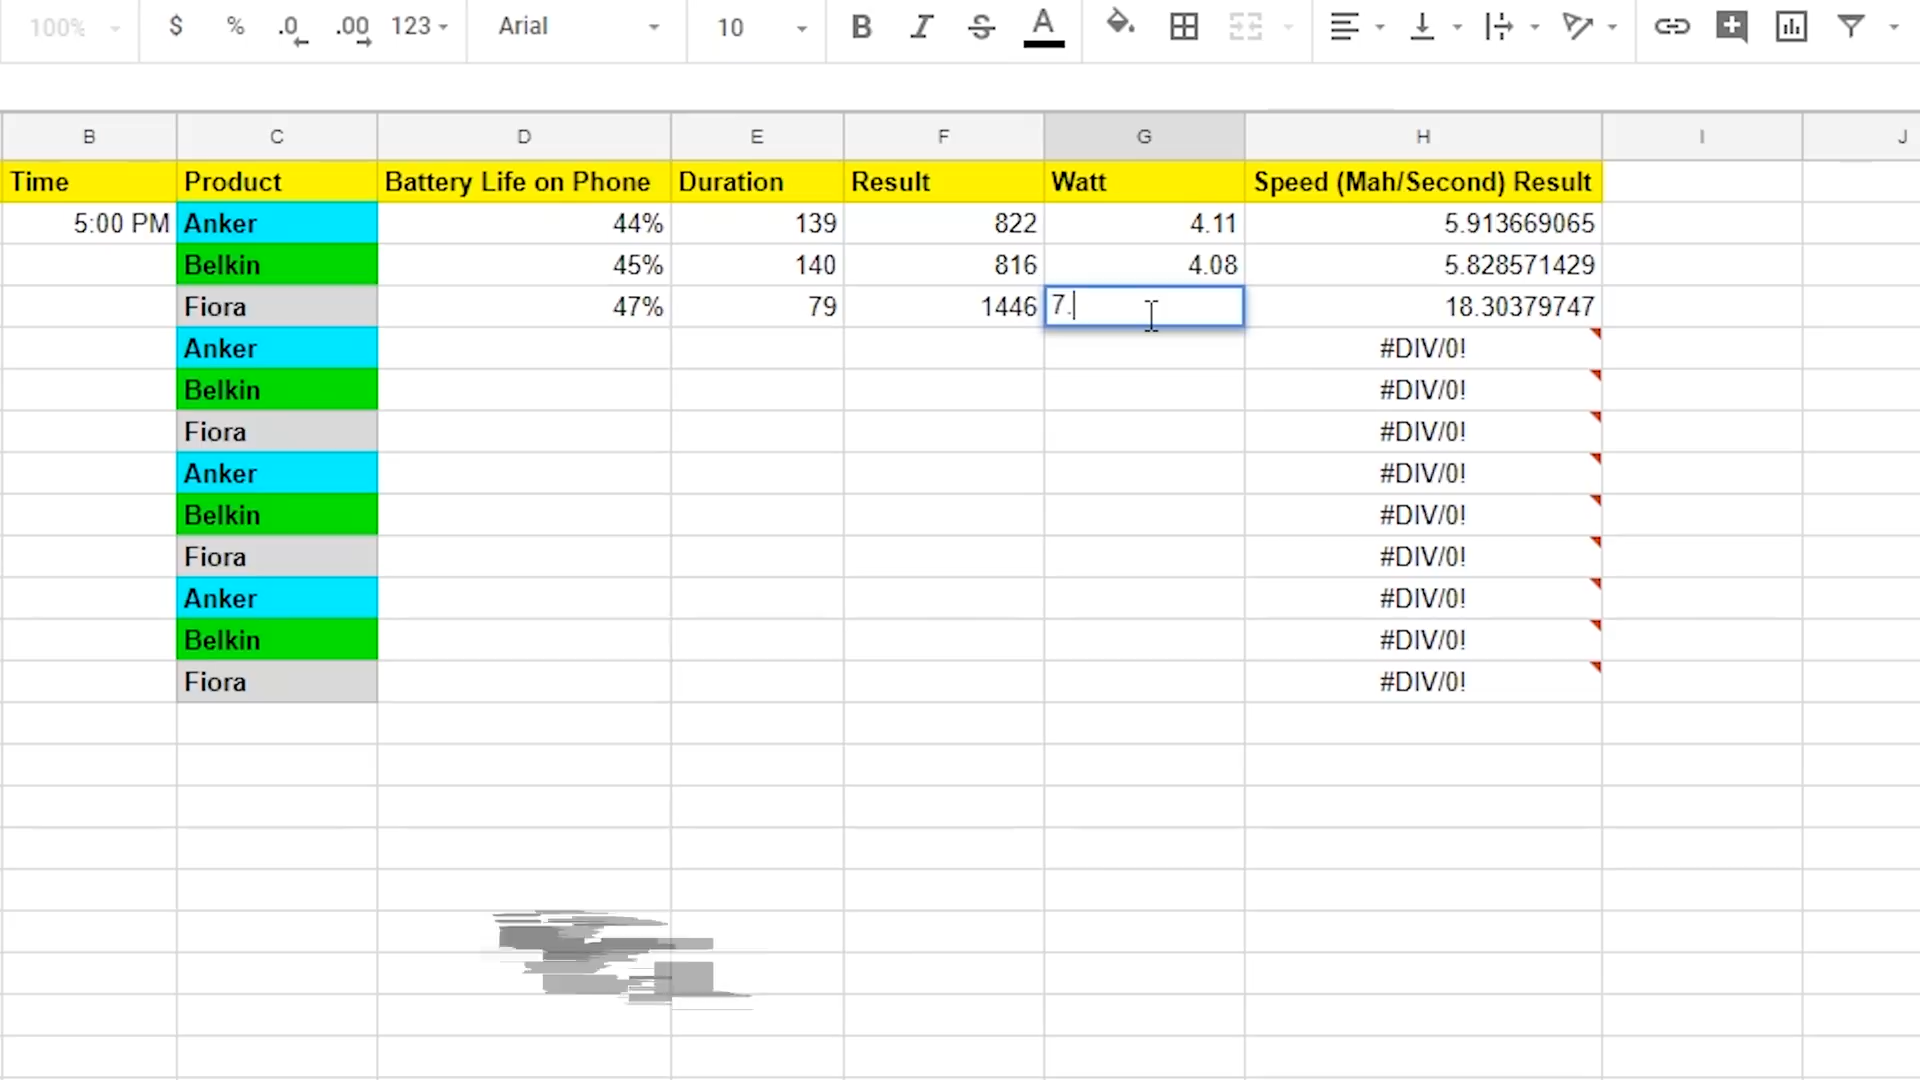 100% $ % .0 .00 123 Arial 10 B I S A
B C D E F G H I J
Time Product Battery Life on Phone Duration Result Watt Speed (Mah/Second) Result
5:00 PM Anker 44% 139 822 4.11 5.913669065
Belkin 45% 140 816 4.08 5.828571429
Fiora 47% 79 1446 7. 18.30379747
Anker #DIV/0!
Belkin #DIV/0!
Fiora #DIV/0!
Anker #DIV/0!
Belkin #DIV/0!
Fiora #DIV/0!
Anker #DIV/0!
Belkin #DIV/0!
Fiora #DIV/0!